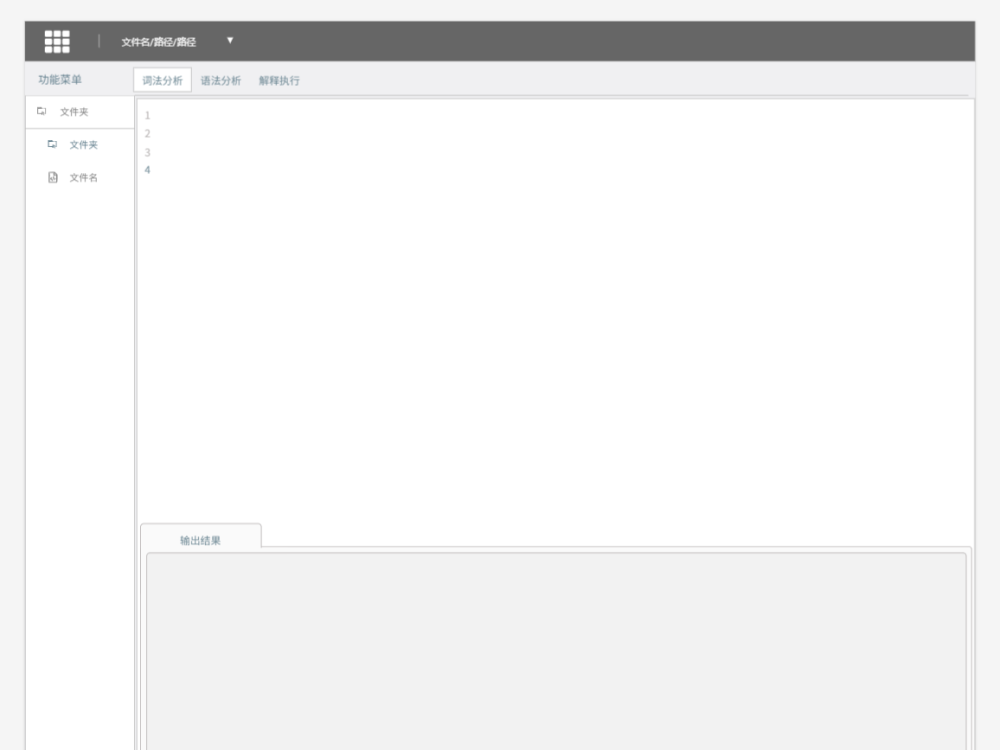 文件名/路径/路径 ▼
功能菜单
词法分析 语法分析 解释执行
文件夹
文件夹
文件名
1
2
3
4
输出结果